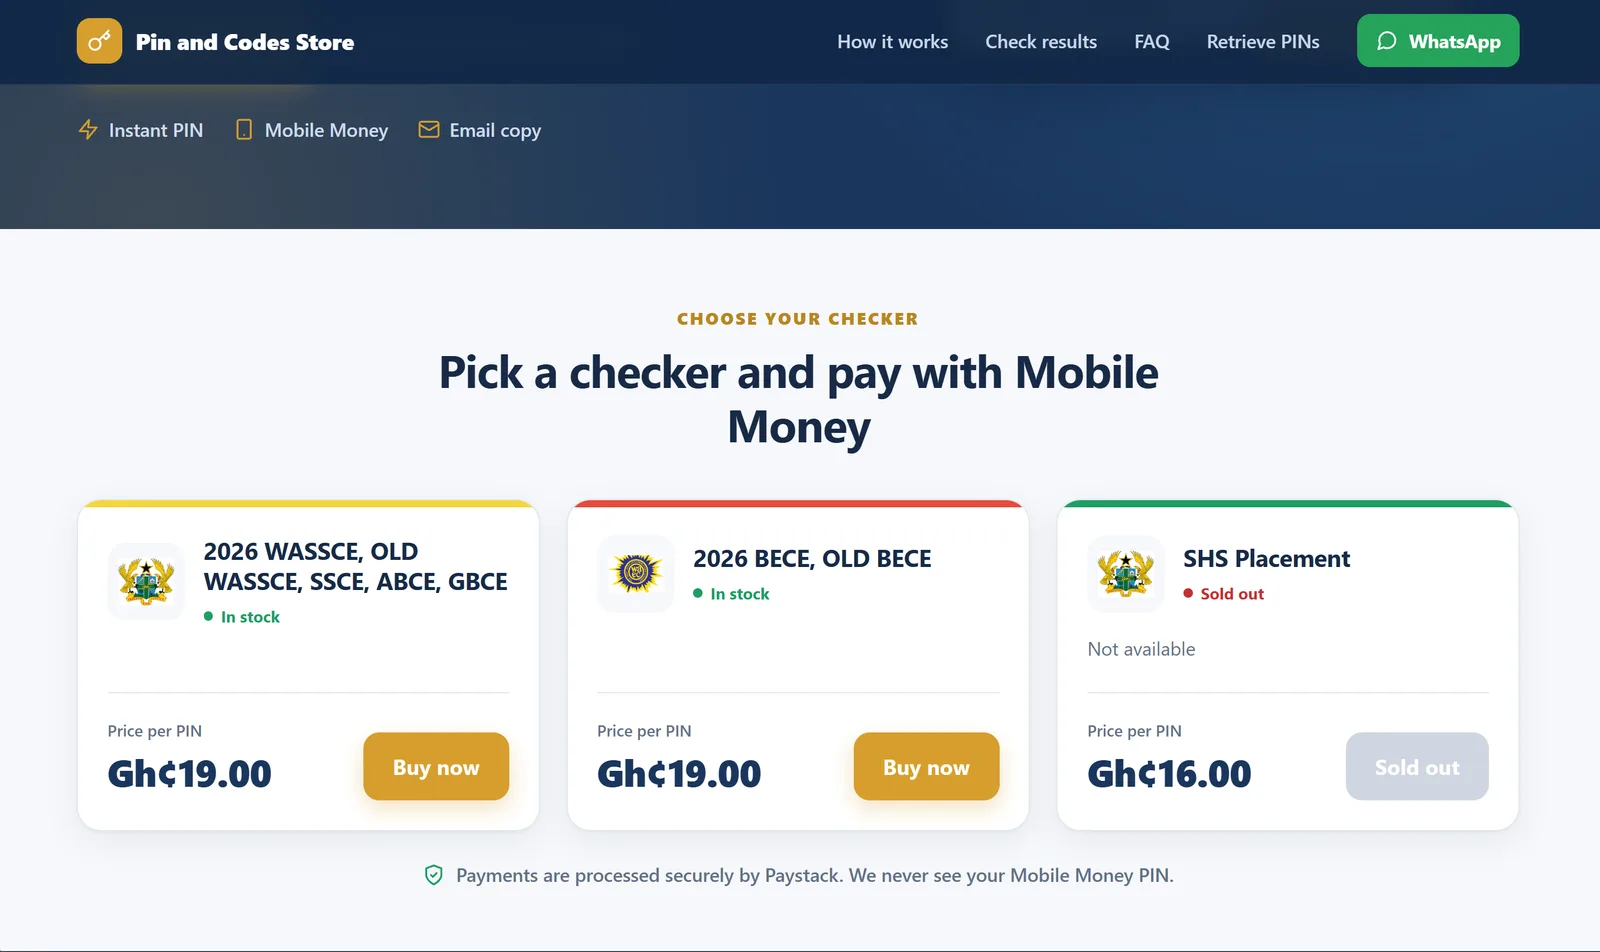 Pin and Codes Store
How it works
Check results
FAQ
Retrieve PINs
WhatsApp
Instant PIN
Mobile Money
Email copy
CHOOSE YOUR CHECKER
Pick a checker and pay with Mobile
Money
2026 WASSCE, OLD
WASSCE, SSCE, ABCE, GBCE
In stock
Price per PIN
Gh¢19.00
Buy now
2026 BECE, OLD BECE
In stock
Price per PIN
Gh¢19.00
Buy now
SHS Placement
Sold out
Not available
Price per PIN
Gh¢16.00
Sold out
Payments are processed securely by Paystack. We never see your Mobile Money PIN.